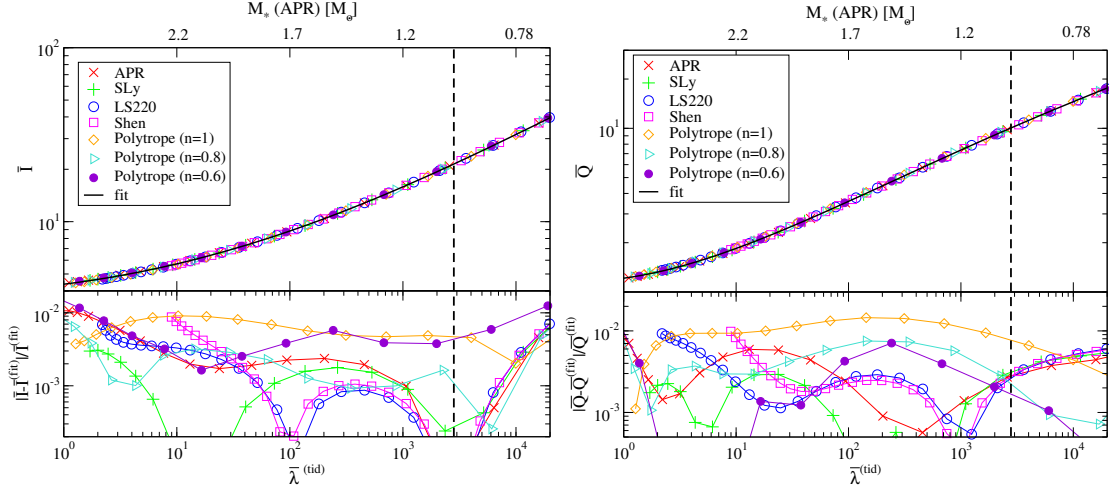 M_* (APR) [M_Θ]
2.2 1.7 1.2 0.78
10^2
10^1
Ī
APR
SLy
LS220
Shen
Polytrope (n=1)
Polytrope (n=0.8)
Polytrope (n=0.6)
fit
10^-2
10^-3
|Ī-Ī^(fit)|/Ī^(fit)
10^0 10^1 10^2 10^3 10^4
λ̄^(tid)
M_* (APR) [M_Θ]
2.2 1.7 1.2 0.78
10^1
Q̄
APR
SLy
LS220
Shen
Polytrope (n=1)
Polytrope (n=0.8)
Polytrope (n=0.6)
fit
10^-2
10^-3
|Q̄-Q̄^(fit)|/Q̄^(fit)
10^0 10^1 10^2 10^3 10^4
λ̄^(tid)